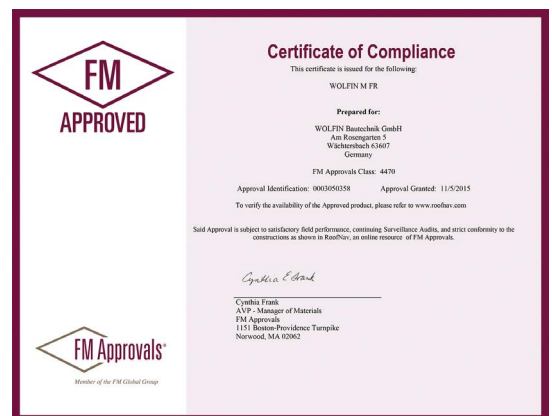 FM
APPROVED
Certificate of Compliance
This certificate is issued for the following:
WOLFIN M FR
Prepared for:
WOLFIN Bautechnik GmbH
Am Rosengarten 5
Wächtersbach 63607
Germany
FM Approvals Class: 4470
Approval Identification: 0003050358 Approval Granted: 11/5/2015
To verify the availability of the Approved product, please refer to www.roofnav.com
Said Approval is subject to satisfactory field performance, continuing Surveillance Audits, and strict conformity to the
constructions as shown in RoofNav, an online resource of FM Approvals.
Cynthia E Frank
Cynthia Frank
AVP - Manager of Materials
FM Approvals
1151 Boston-Providence Turnpike
Norwood, MA 02062
FM Approvals®
Member of the FM Global Group